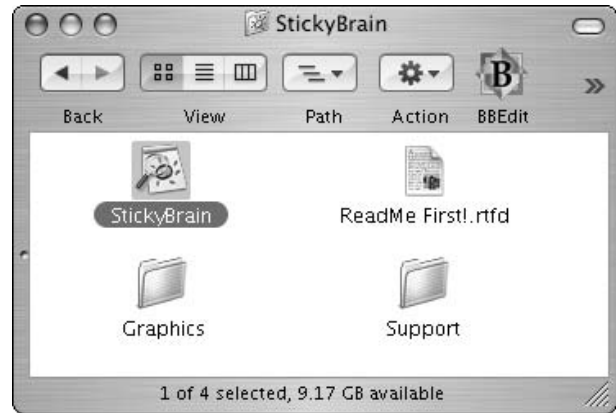 StickyBrain
Back View Path Action BBEdit
B
StickyBrain ReadMe First!.rtfd
Graphics Support
1 of 4 selected, 9.17 GB available